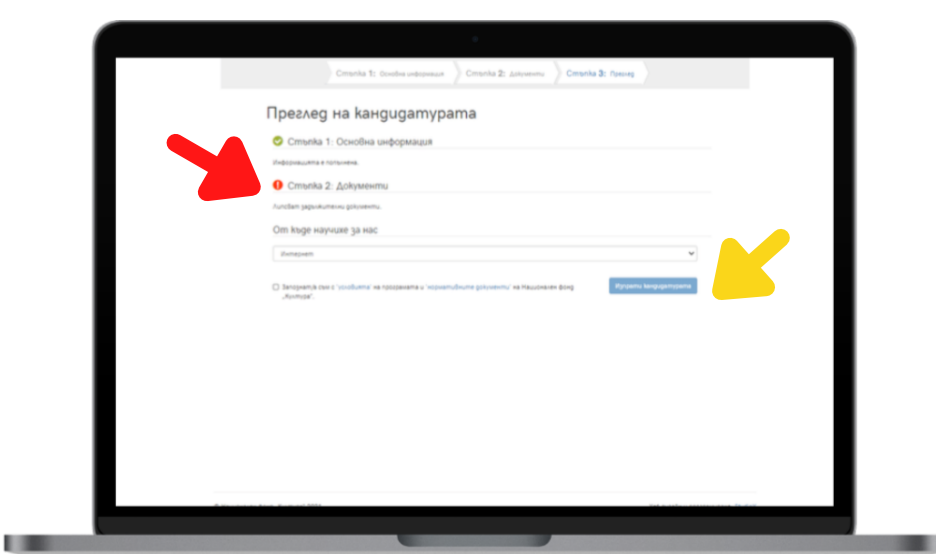 Стъпка 1: Основна информация Стъпка 2: Документи Стъпка 3: Преглед
Преглед на кандидатурата
Стъпка 1: Основна информация
Информацията е попълнена.
Стъпка 2: Документи
Липсват задължителни документи.
От къде научихте за нас
Интернет
Запознат/а съм с "условията" на програмата и "нормативните документи" на Национален фонд
„Култура".
Изпрати кандидатурата